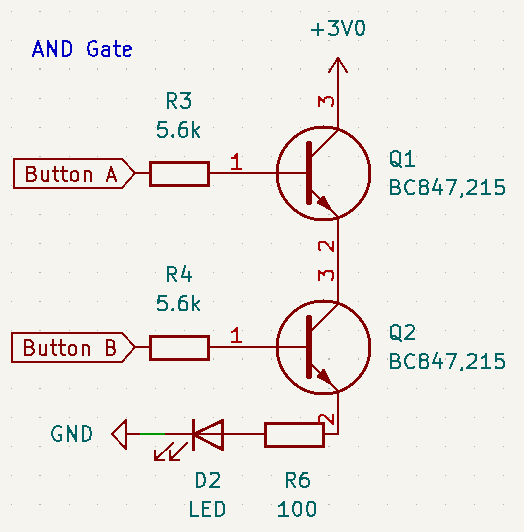 +3V0
AND Gate
3
R3
5.6k
1
Button A
Q1
BC847,215
2
3
R4
5.6k
1
Button B
Q2
BC847,215
2
GND
D2
LED
R6
100